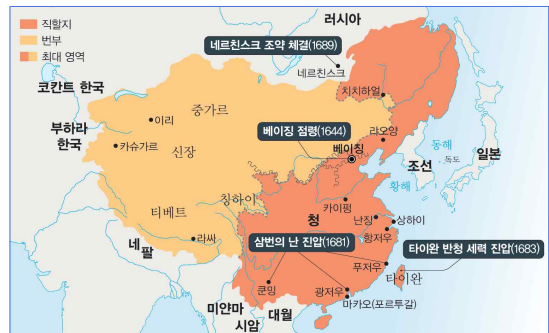 직할지
번부
최대 영역
러시아
네르친스크 조약 체결(1689)
네르친스크
치치하얼
코칸트 한국
중가르
이리
부하라
한국
카슈가르
신장
베이징 점령(1644)
랴오양
베이징
동해
독도
일본
조선
황해
칭하이
티베트
카이펑
청
난징
상하이
항저우
라싸
삼번의 난 진압(1681)
타이완 반청 세력 진압(1683)
네팔
푸저우
타이완
쿤밍
광저우
미얀마
대월
마카오(포르투갈)
시암